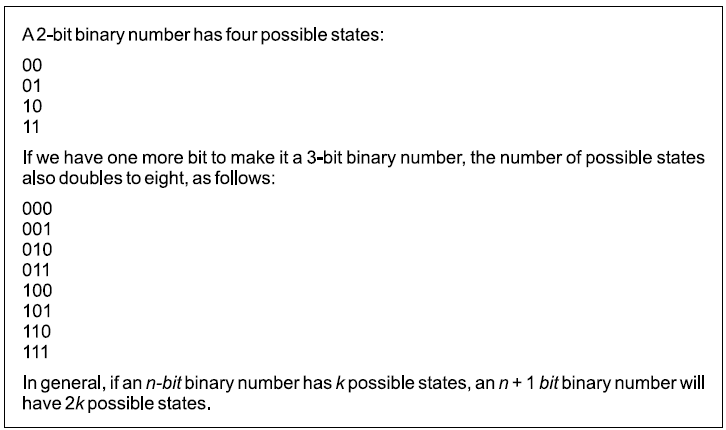 A 2-bit binary number has four possible states:
00
01
10
11
If we have one more bit to make it a 3-bit binary number, the number of possible states
also doubles to eight, as follows:
000
001
010
011
100
101
110
111
In general, if an n-bit binary number has k possible states, an n + 1 bit binary number will
have 2k possible states.